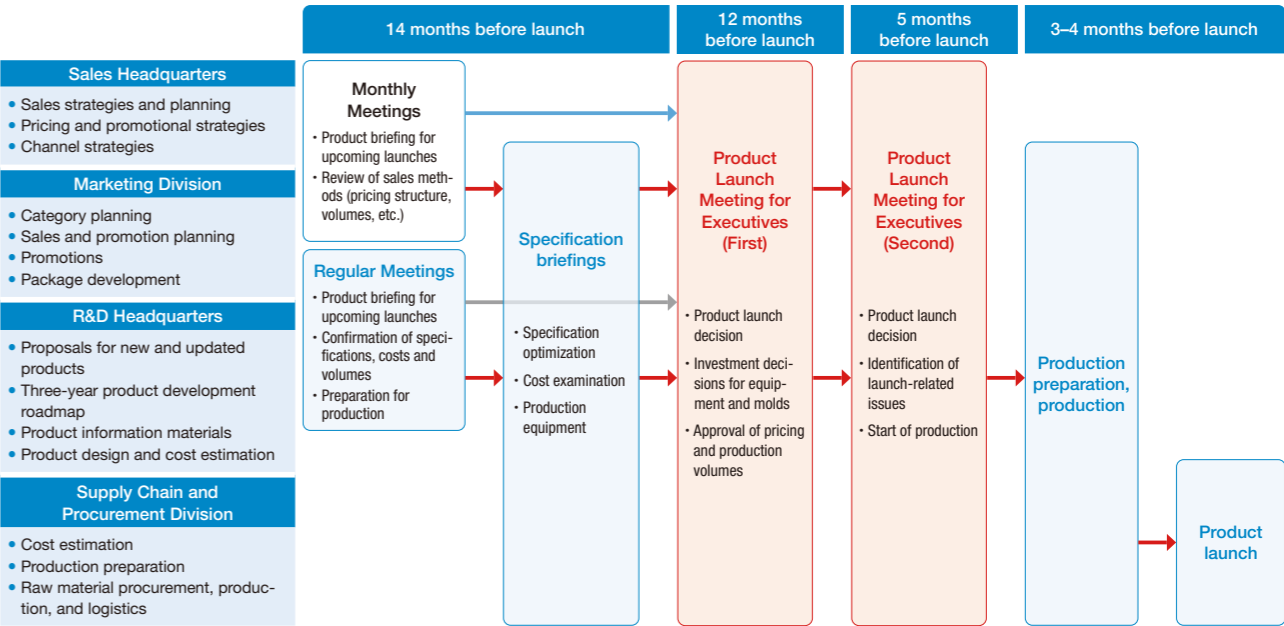 14 months before launch
12 months
before launch
5 months
before launch
3–4 months before launch
Sales Headquarters
• Sales strategies and planning
• Pricing and promotional strategies
• Channel strategies
Marketing Division
• Category planning
• Sales and promotion planning
• Promotions
• Package development
R&D Headquarters
• Proposals for new and updated
products
• Three-year product development
roadmap
• Product information materials
• Product design and cost estimation
Supply Chain and
Procurement Division
• Cost estimation
• Production preparation
• Raw material procurement, produc-
tion, and logistics
Monthly
Meetings
・Product briefing for
upcoming launches
・Review of sales meth-
ods (pricing structure,
volumes, etc.)
Regular Meetings
・Product briefing for
upcoming launches
・Confirmation of speci-
fications, costs and
volumes
・Preparation for
production
Specification
briefings
・Specification
optimization
・Cost examination
・Production
equipment
Product
Launch
Meeting for
Executives
(First)
・Product launch
decision
・Investment deci-
sions for equip-
ment and molds
・Approval of pricing
and production
volumes
Product
Launch
Meeting for
Executives
(Second)
・Product launch
decision
・Identification of
launch-related
issues
・Start of production
Production
preparation,
production
Product
launch